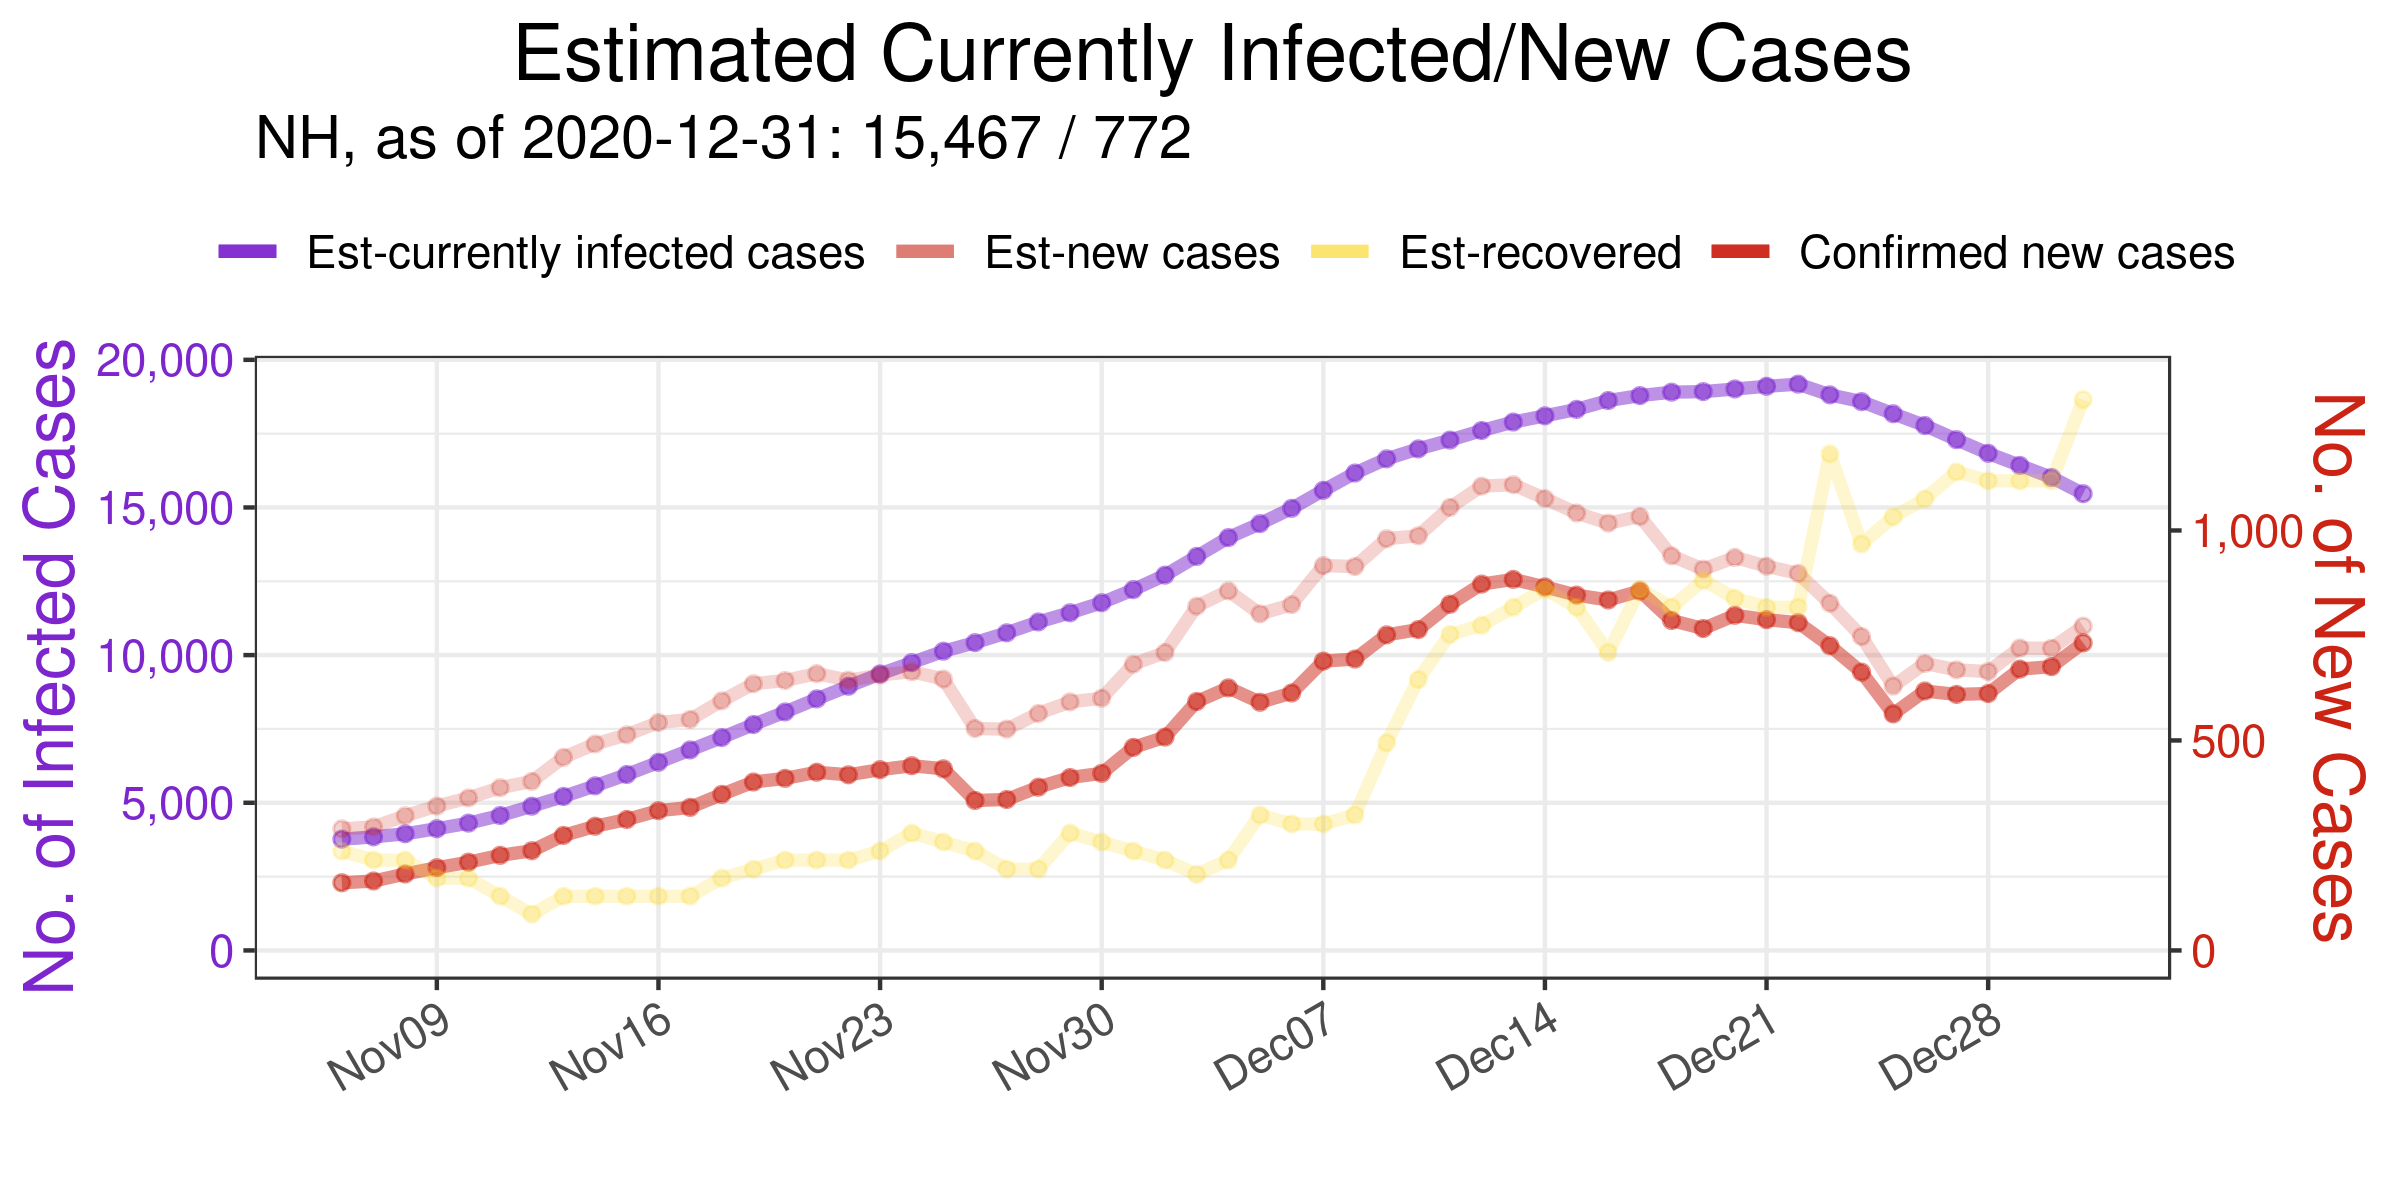 Estimated Currently Infected/New Cases
NH, as of 2020-12-31: 15,467 / 772
Est-currently infected cases Est-new cases Est-recovered Confirmed new cases
No. of Infected Cases
20,000
15,000
10,000
5,000
0
1,000
500
0
No. of New Cases
Nov09 Nov16 Nov23 Nov30 Dec07 Dec14 Dec21 Dec28